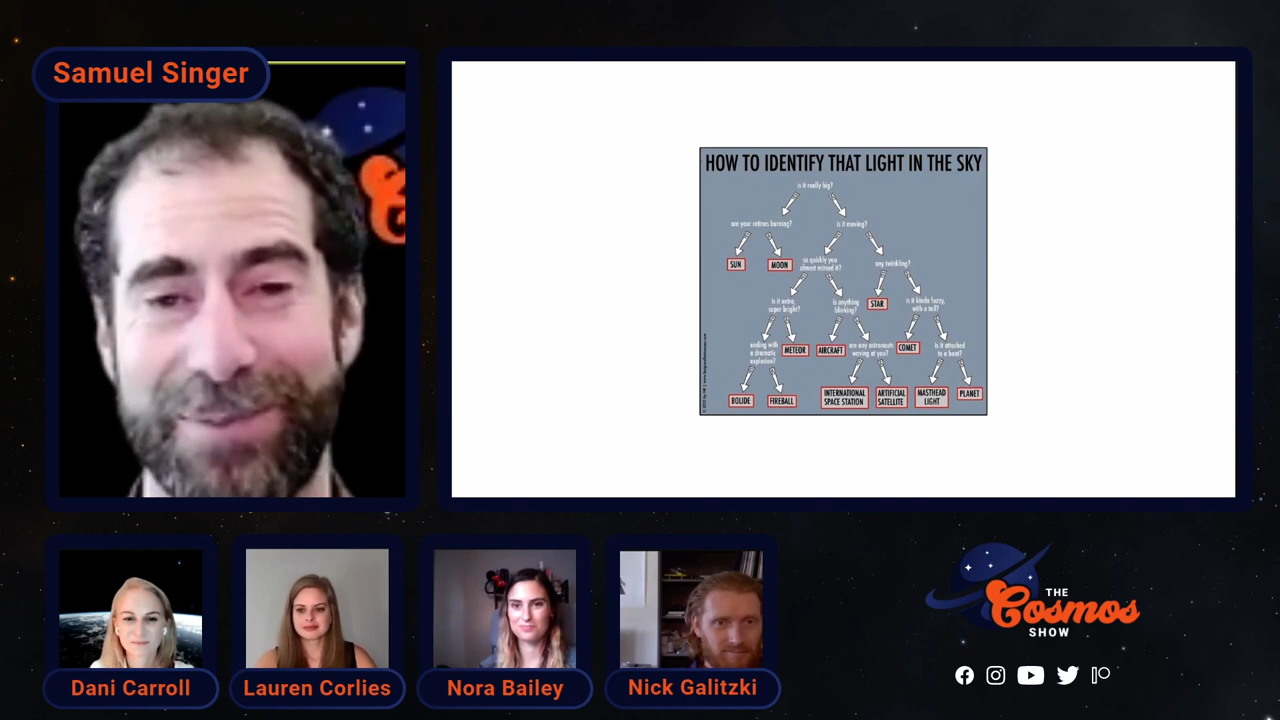 Samuel Singer
HOW TO IDENTIFY THAT LIGHT IN THE SKY
is it really big?
are your retinas burning?
is it moving?
SUN
MOON
so quickly you
almost missed it?
any twinkling?
is it extra,
super bright?
is anything
blinking?
STAR
is it kinda fuzzy,
with a tail?
ending with
a dramatic
explosion?
METEOR
AIRCRAFT
are any astronauts
waving at you?
COMET
is it attached
to a boat?
BOLIDE
FIREBALL
INTERNATIONAL
SPACE STATION
ARTIFICIAL
SATELLITE
MASTHEAD
LIGHT
PLANET
THE
Cosmos
SHOW
Dani Carroll
Lauren Corlies
Nora Bailey
Nick Galitzki